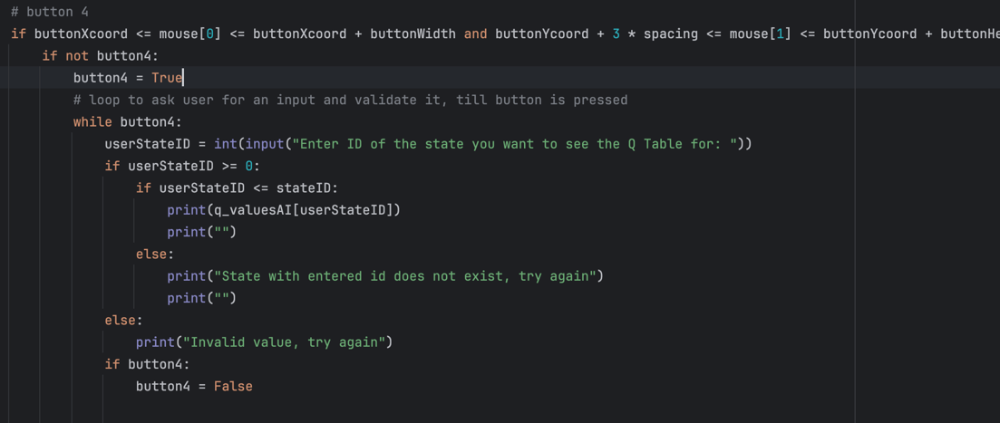 # button 4
if buttonXcoord <= mouse[0] <= buttonXcoord + buttonWidth and buttonYcoord + 3 * spacing <= mouse[1] <= buttonYcoord + buttonHe
if not button4:
button4 = True
# loop to ask user for an input and validate it, till button is pressed
while button4:
userStateID = int(input("Enter ID of the state you want to see the Q Table for: "))
if userStateID >= 0:
if userStateID <= stateID:
print(q_valuesAI[userStateID])
print("")
else:
print("State with entered id does not exist, try again")
print("")
else:
print("Invalid value, try again")
if button4:
button4 = False